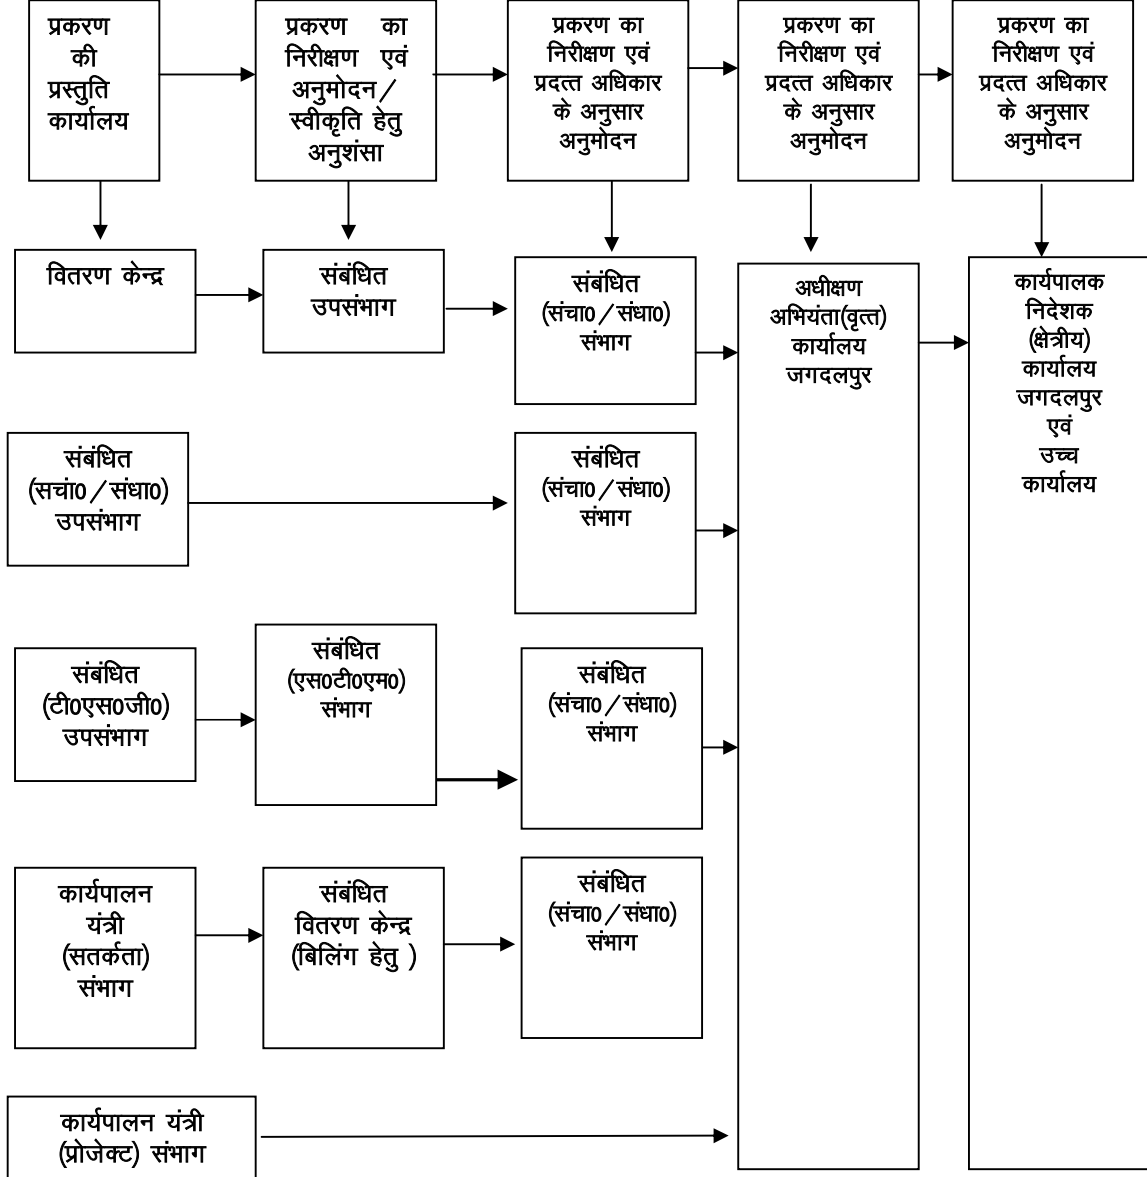 प्रकरण
की
प्रस्तुति
कार्यालय
प्रकरण का
निरीक्षण एवं
अनुमोदन/
स्वीकृति हेतु
अनुशंसा
प्रकरण का
निरीक्षण एवं
प्रदत्त अधिकार
के अनुसार
अनुमोदन
प्रकरण का
निरीक्षण एवं
प्रदत्त अधिकार
के अनुसार
अनुमोदन
प्रकरण का
निरीक्षण एवं
प्रदत्त अधिकार
के अनुसार
अनुमोदन
वितरण केन्द्र
संबंधित
उपसंभाग
संबंधित
(संचा0/संधा0)
संभाग
अधीक्षण
अभियंता(वृत्त)
कार्यालय
जगदलपुर
कार्यपालक
निदेशक
(क्षेत्रीय)
कार्यालय
जगदलपुर
एवं
उच्च
कार्यालय
संबंधित
(सचां0/संधा0)
उपसंभाग
संबंधित
(संचा0/संधा0)
संभाग
संबंधित
(टी0एस0जी0)
उपसंभाग
संबंधित
(एस0टी0एम0)
संभाग
संबंधित
(संचा0/संधा0)
संभाग
कार्यपालन
यंत्री
(सतर्कता)
संभाग
संबंधित
वितरण केन्द्र
(बिलिंग हेतु )
संबंधित
(संचा0/संधा0)
संभाग
कार्यपालन यंत्री
(प्रोजेक्ट) संभाग